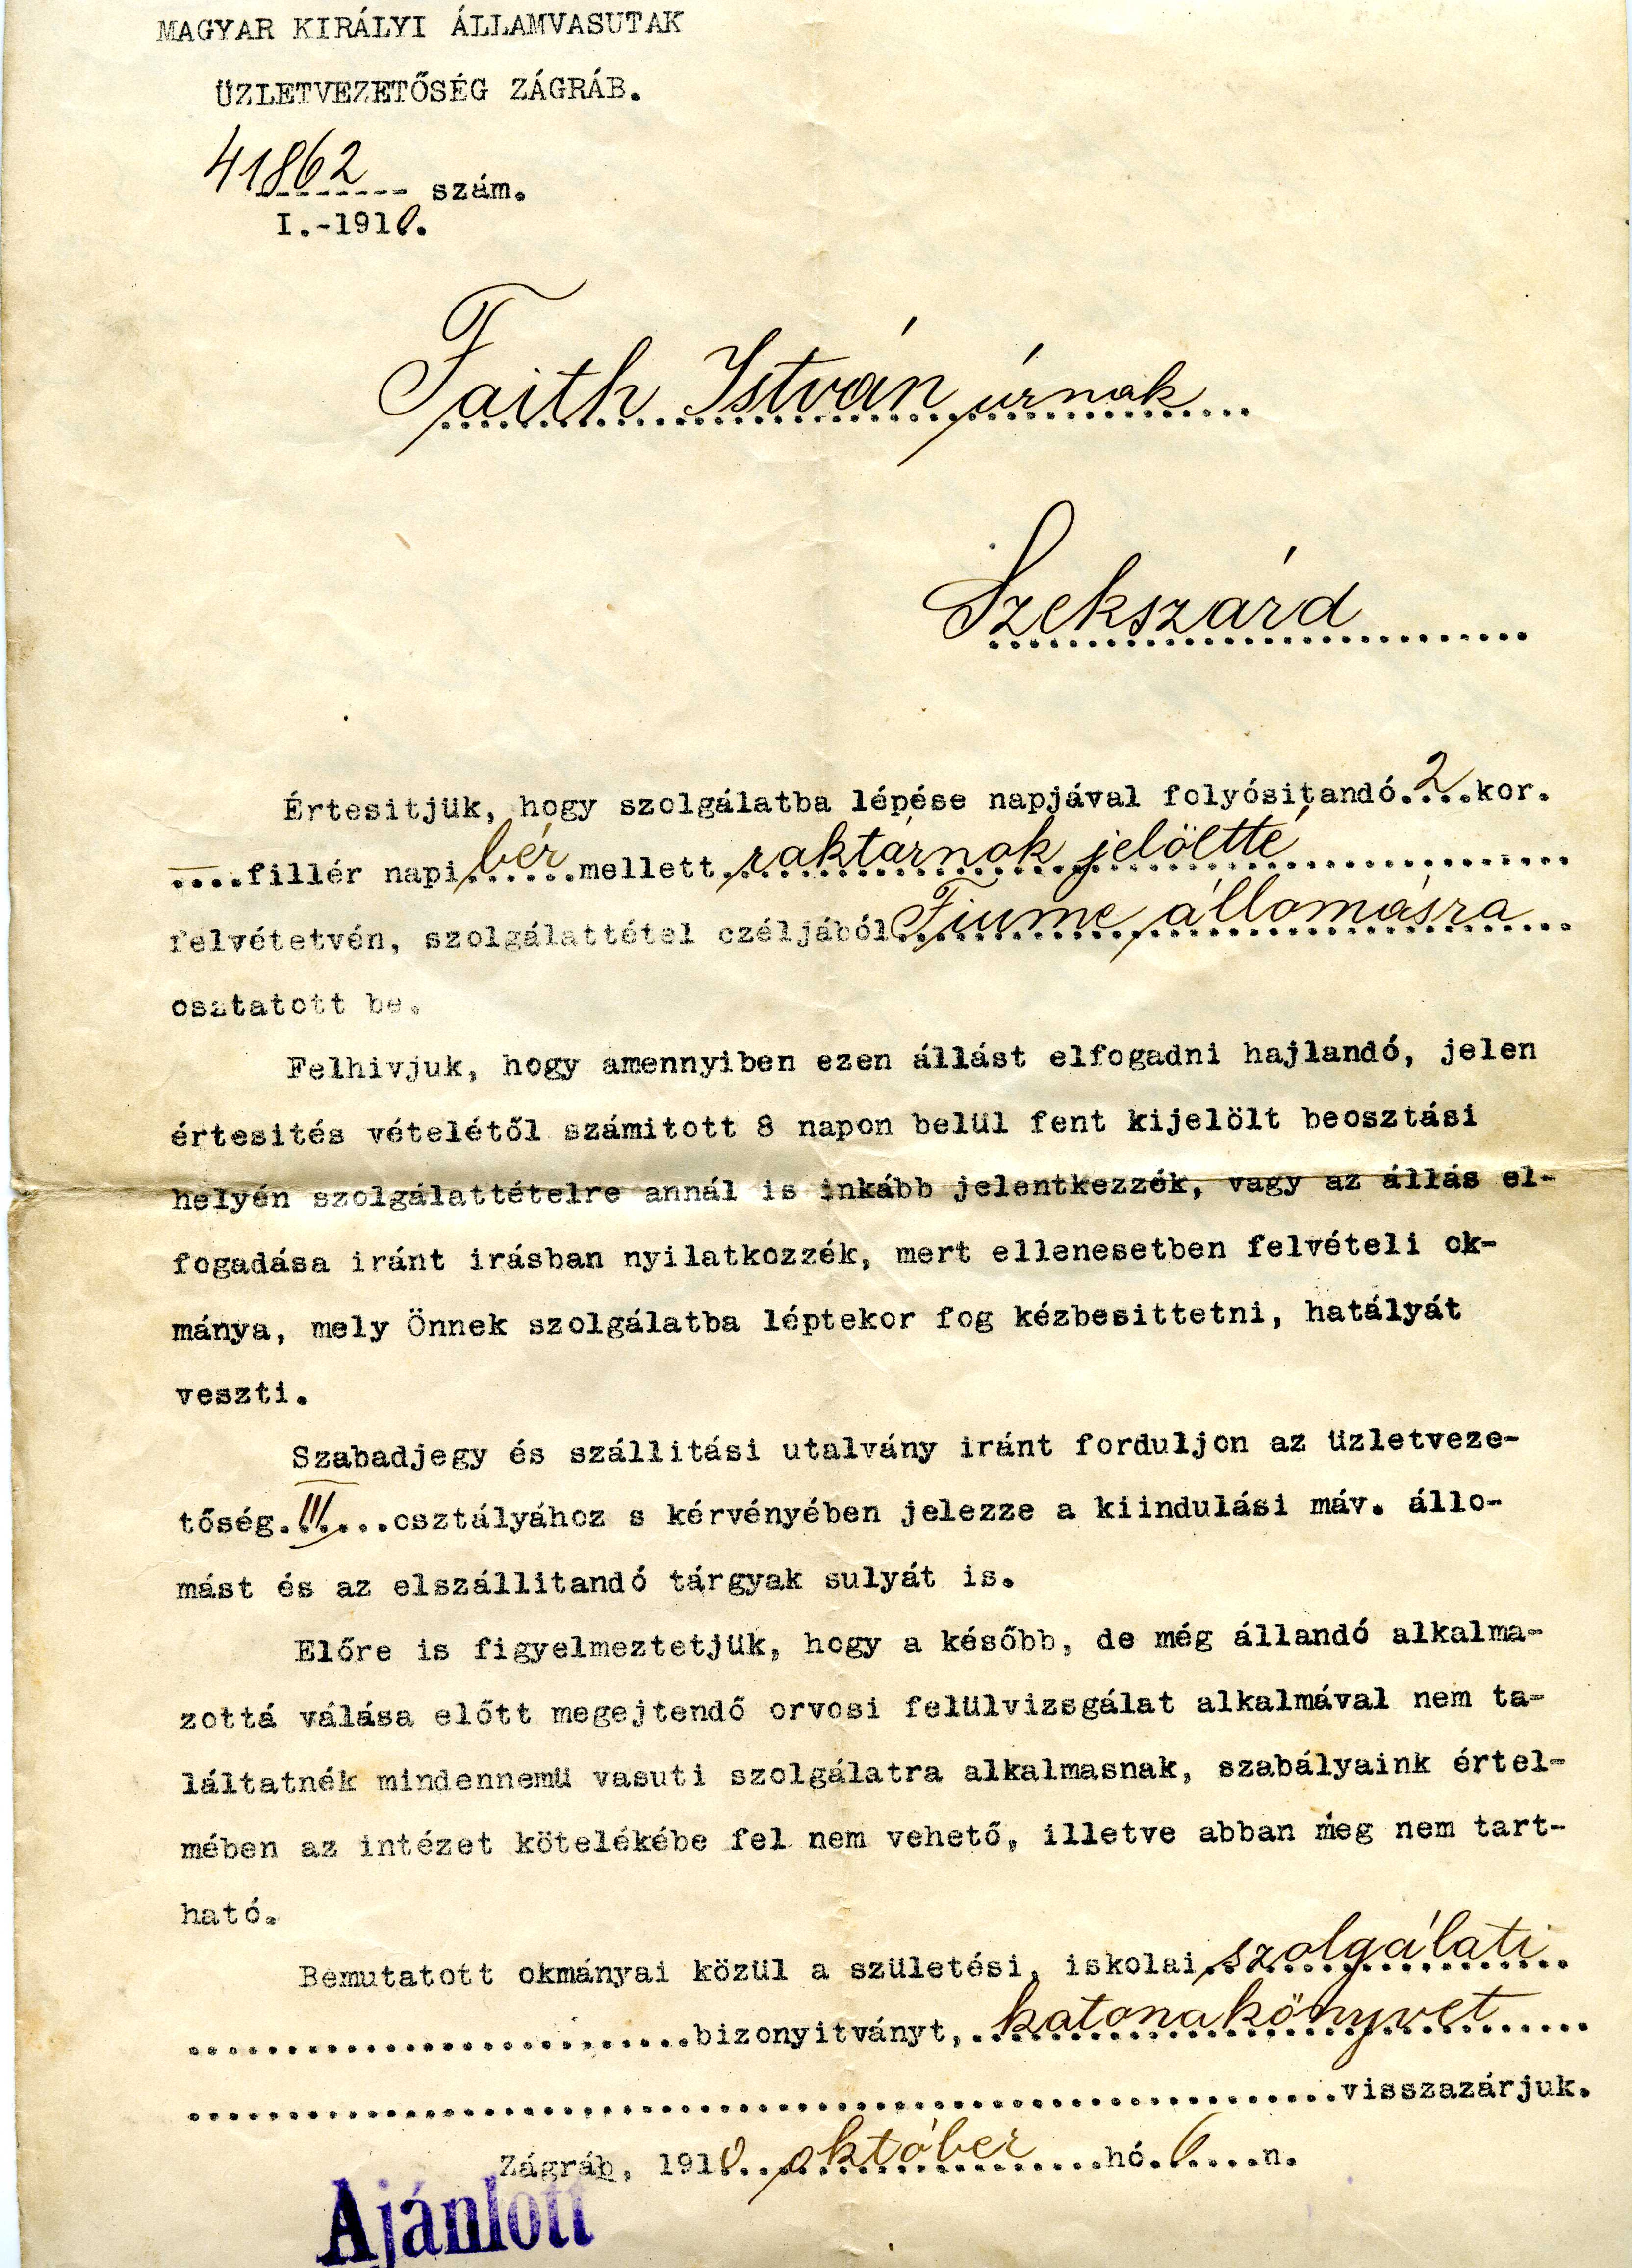 MAGYAR KIRÁLYI ÁLLAMVASUTAK
ÜZLETVEZETŐSÉG ZÁGRÁB.
41862 szám.
I.-1910.
Faith István úrnak
Szekszárd
Értesitjük, hogy szolgálatba lépése napjával folyósitandó 2 kor.
— fillér napi bér mellett raktárnok jelöltté
felvétetvén, szolgálattétel czéljából Fiume állomásra
osztatott be.
Felhivjuk, hogy amennyiben ezen állást elfogadni hajlandó, jelen
értesités vételétől számitott 8 napon belül fent kijelölt beosztási
helyén szolgálattételre annál is inkább jelentkezzék, vagy az állás el-
fogadása iránt irásban nyilatkozzék, mert ellenesetben felvételi ok-
mánya, mely Önnek szolgálatba léptekor fog kézbesittetni, hatályát
veszti.
Szabadjegy és szállitási utalvány iránt forduljon az üzletveze-
tőség III. osztályához s kérvényében jelezze a kiindulási máv. állo-
mást és az elszállitandó tárgyak sulyát is.
Előre is figyelmeztetjük, hogy a később, de még állandó alkalma-
zottá válása előtt megejtendő orvosi felülvizsgálat alkalmával nem ta-
láltatnék mindennemü vasuti szolgálatra alkalmasnak, szabályaink értel-
mében az intézet kötelékébe fel nem vehető, illetve abban meg nem tart-
ható.
Bemutatott okmányai közül a születési, iskolai szolgálati
bizonyitványt, katonakönyvet
visszazárjuk.
Zágráb, 1910 október hó 6 n.
Ajánlott